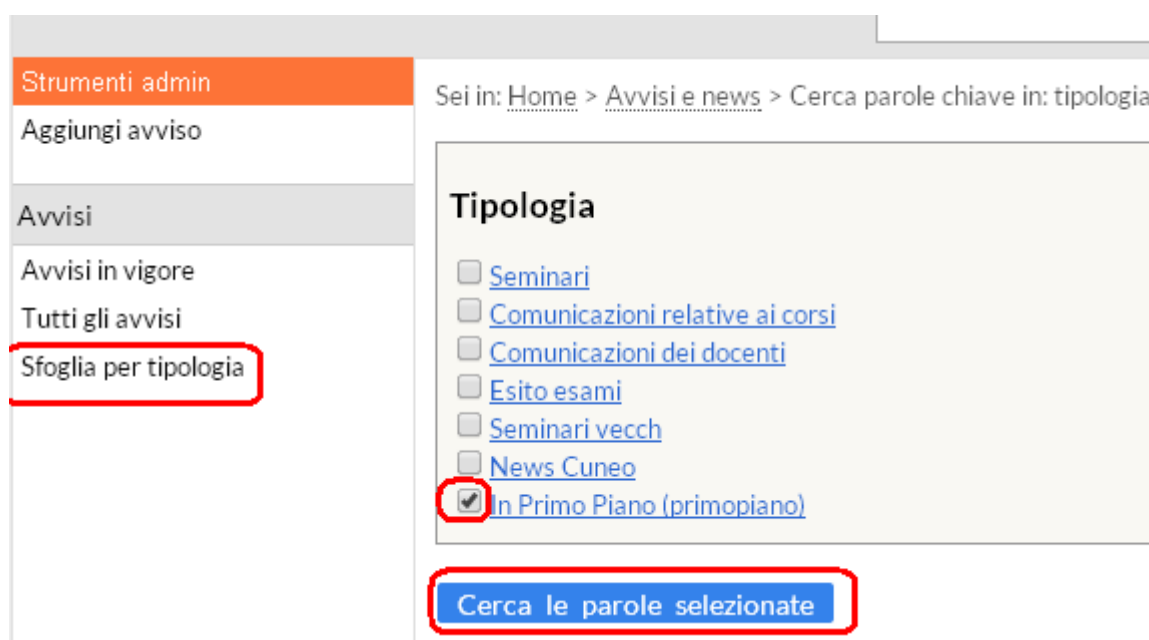 Strumenti admin
Aggiungi avviso
Avvisi
Avvisi in vigore
Tutti gli avvisi
Sfoglia per tipologia
Sei in: Home > Avvisi e news > Cerca parole chiave in: tipologia
Tipologia
Seminari
Comunicazioni relative ai corsi
Comunicazioni dei docenti
Esito esami
Seminari vecch
News Cuneo
In Primo Piano (primopiano)
Cerca le parole selezionate